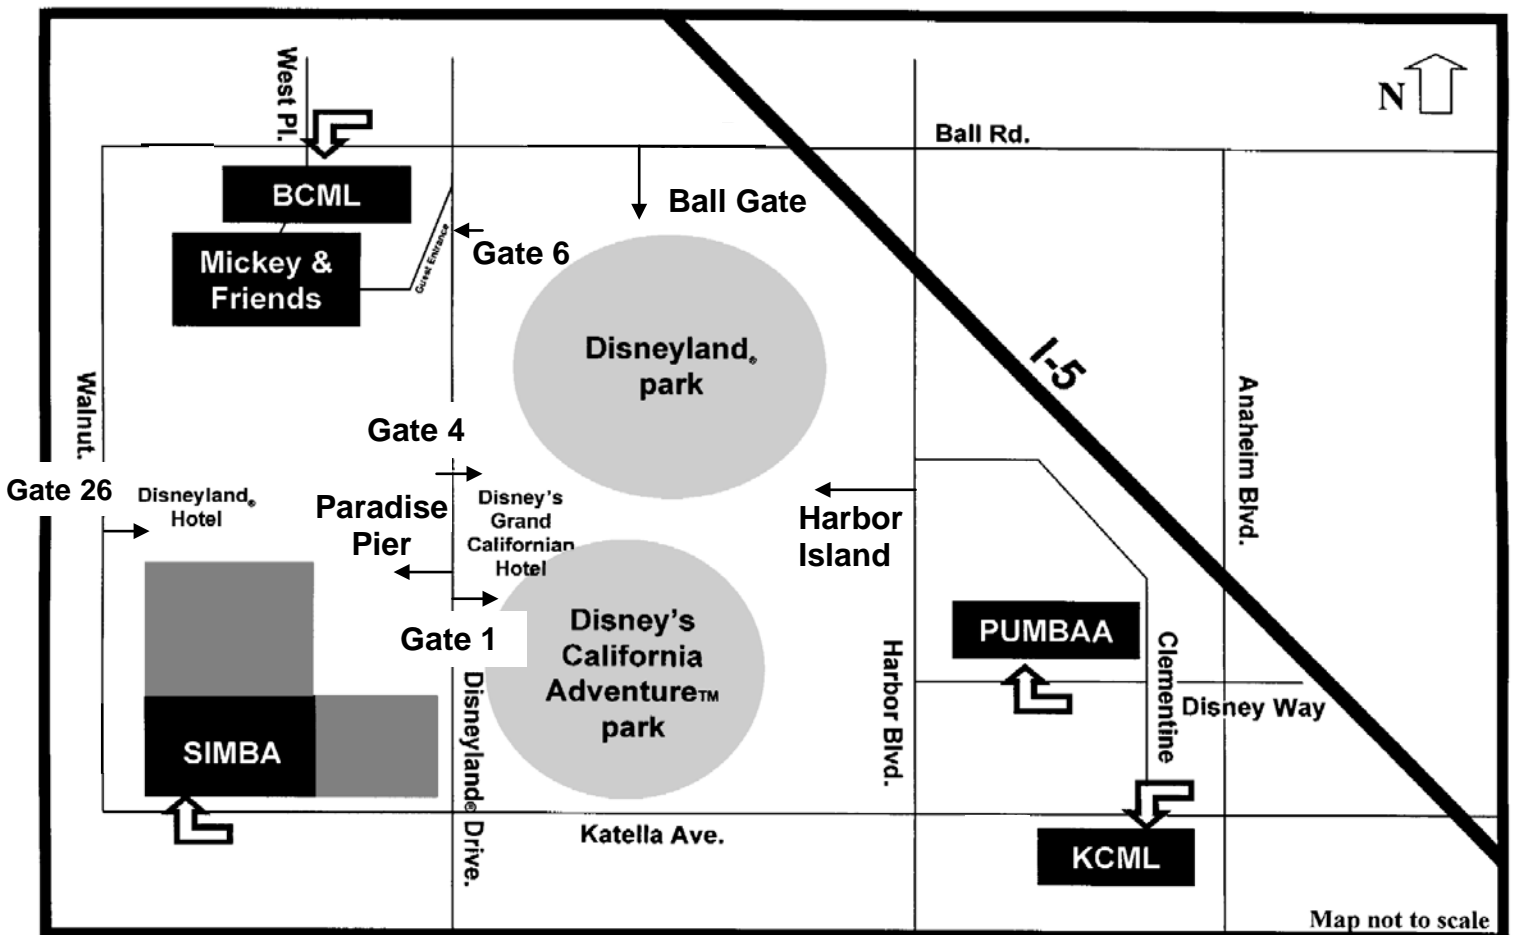 West Pl.
N
Ball Rd.
BCML
Ball Gate
Mickey &
Friends
Guest Entrance
Gate 6
Disneyland®
park
I-5
Walnut.
Anaheim Blvd.
Gate 4
Gate 26
Disneyland®
Hotel
Paradise
Pier
Disney's
Grand
Californian
Hotel
Harbor
Island
Gate 1
Disney's
California
Adventure™
park
PUMBAA
Clementine
Harbor Blvd.
Disney Way
SIMBA
Disneyland® Drive.
Katella Ave.
KCML
Map not to scale